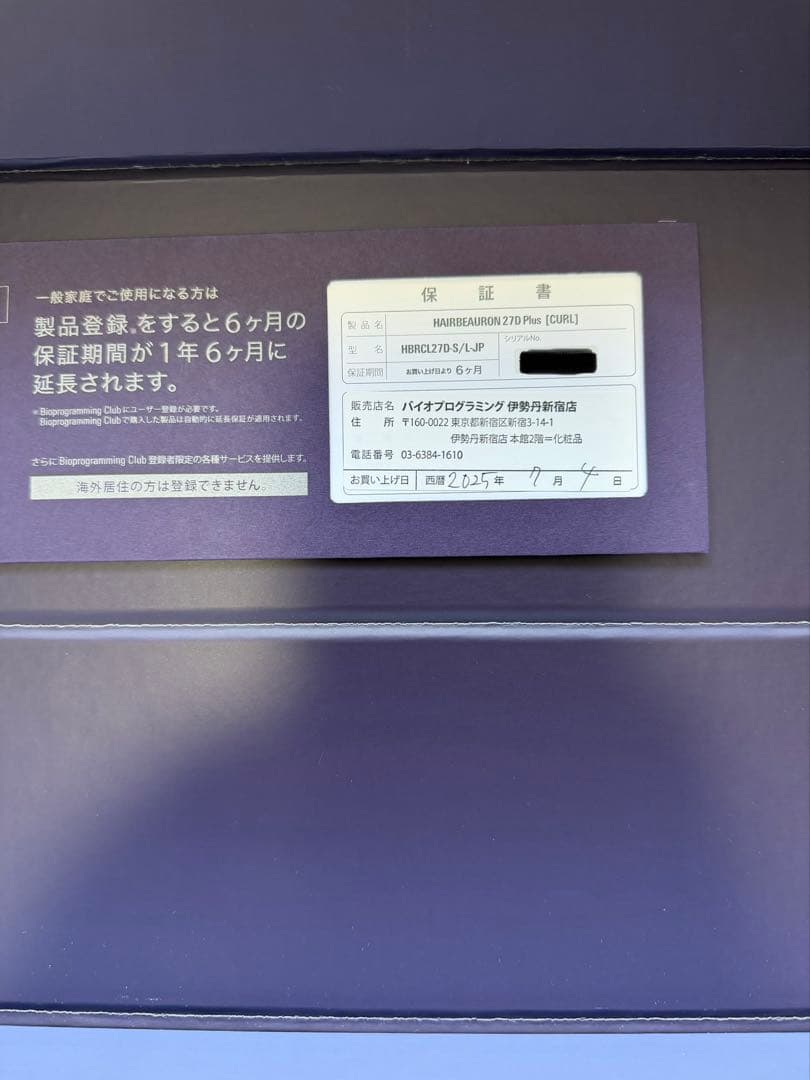 一般家庭でご使用になる方は
製品登録※をすると6ヶ月の
保証期間が1年6ヶ月に
延長されます。
※Bioprogramming Clubにユーザー登録が必要です。
Bioprogramming Clubで購入した製品は自動的に延長保証が適用されます。
さらにBioprogramming Club登録者限定の各種サービスを提供します。
海外居住の方は登録できません。
保証書
製品名 HAIRBEAURON 27D Plus [CURL]
型名 HBRCL27D-S/L-JP シリアルNo.
保証期間 お買い上げ日より 6ヶ月
販売店名 バイオプログラミング 伊勢丹新宿店
住所 〒160-0022 東京都新宿区新宿3-14-1
伊勢丹新宿店 本館2階=化粧品
電話番号 03-6384-1610
お買い上げ日 西暦 2025年 7月 4日